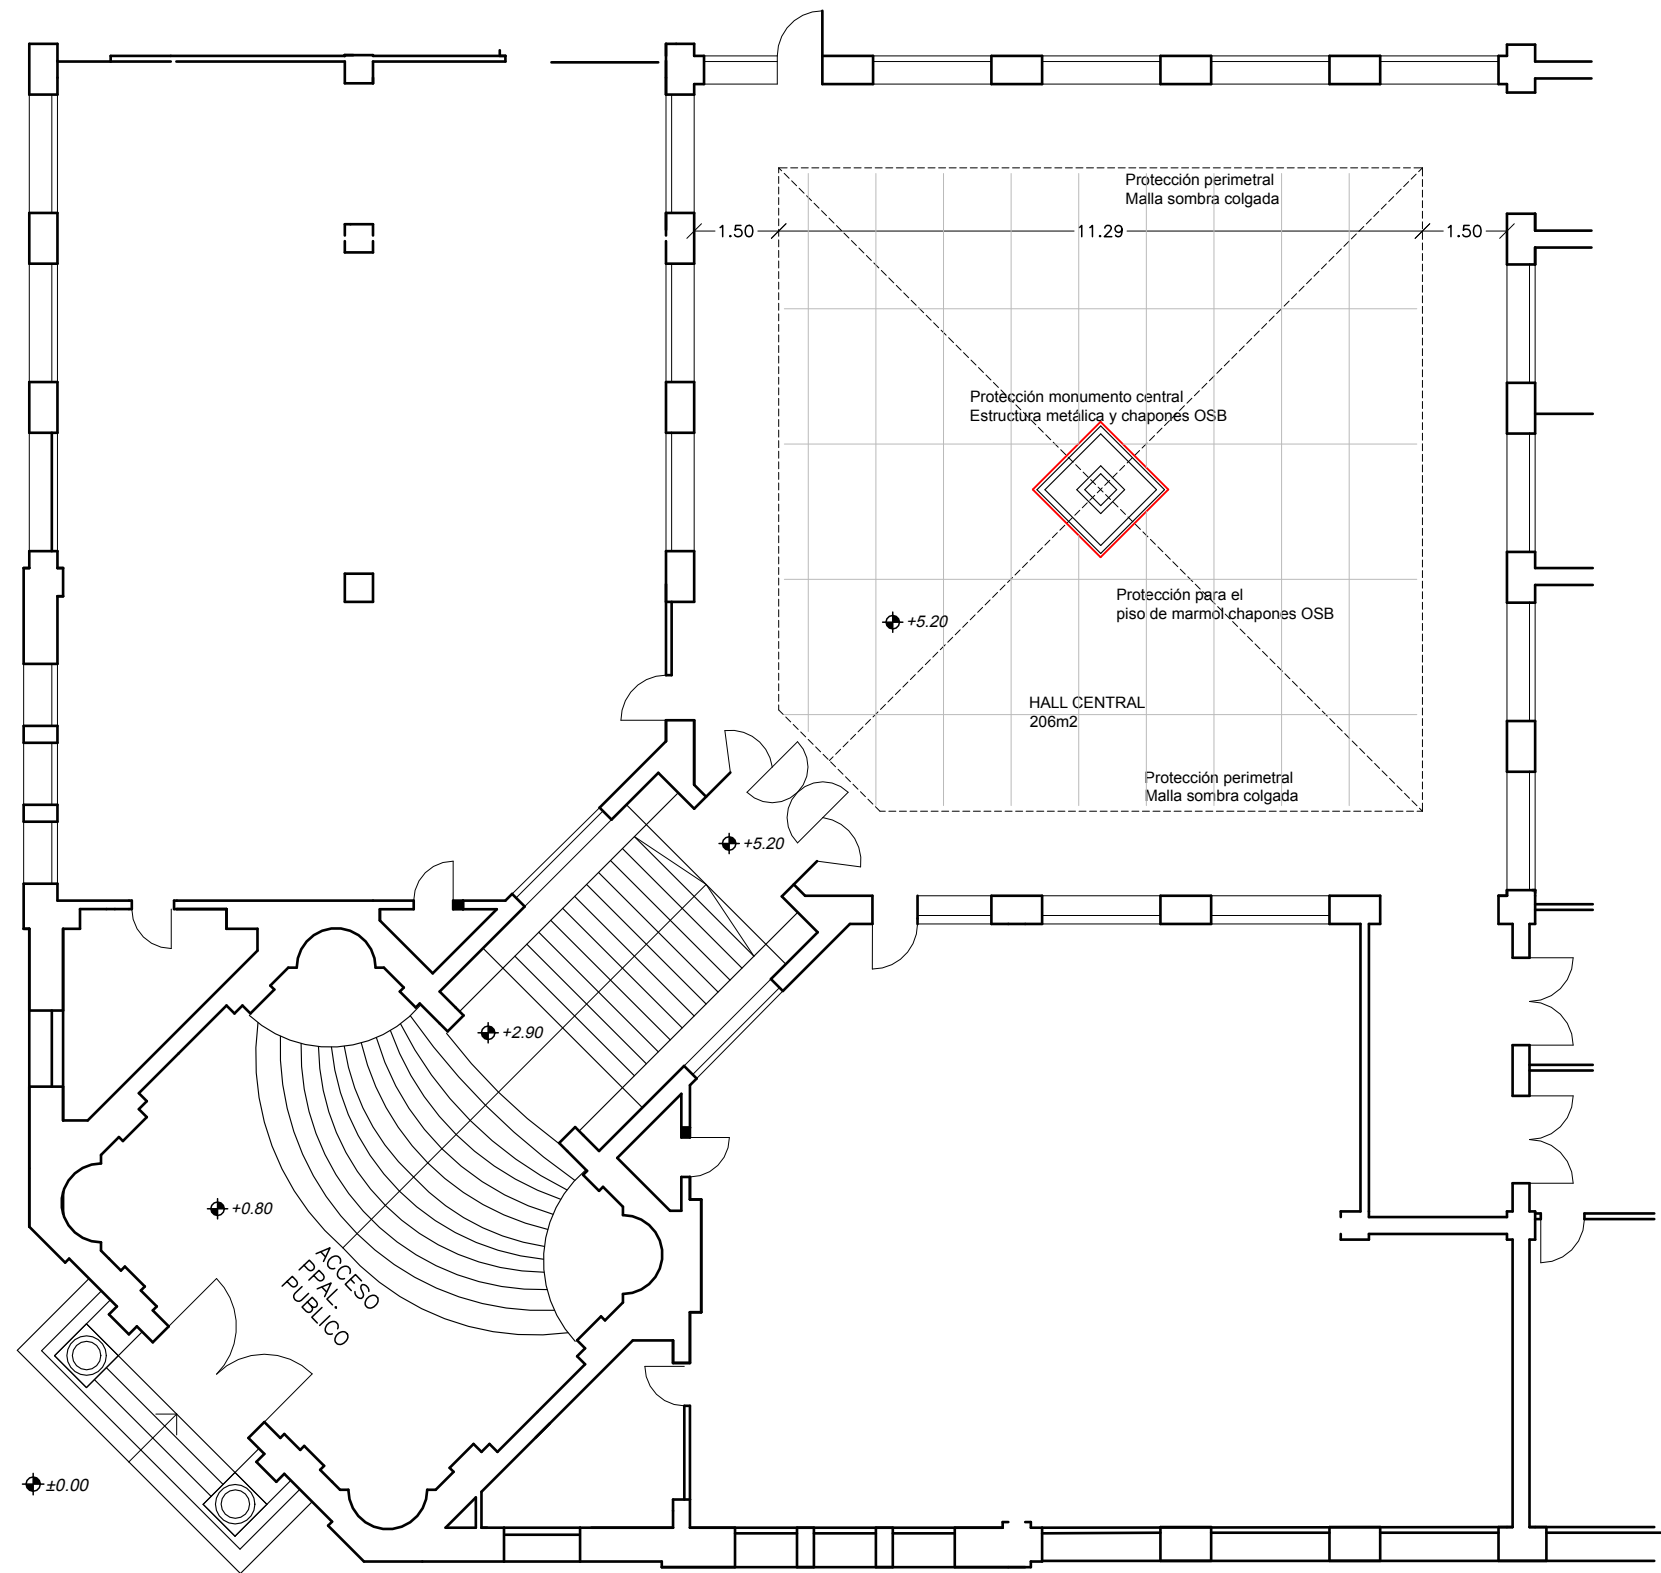 Protección perimetral
Malla sombra colgada
1.50
11.29
1.50
Protección monumento central
Estructura metálica y chapones OSB
Protección para el
piso de marmol chapones OSB
+5.20
HALL CENTRAL
206m2
Protección perimetral
Malla sombra colgada
+5.20
+2.90
+0.80
ACCESO
PPAL.
PUBLICO
±0.00